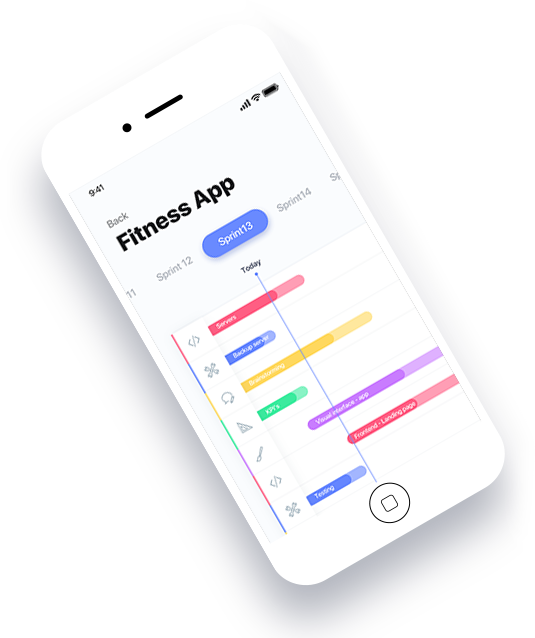 9:41
Back
Fitness App
11
Sprint 12
Sprint13
Sprint14
Sp
Today
Servers
Backup server
Brainstorming
KPI's
Visual interface - app
Frontend - Landing page
Testing